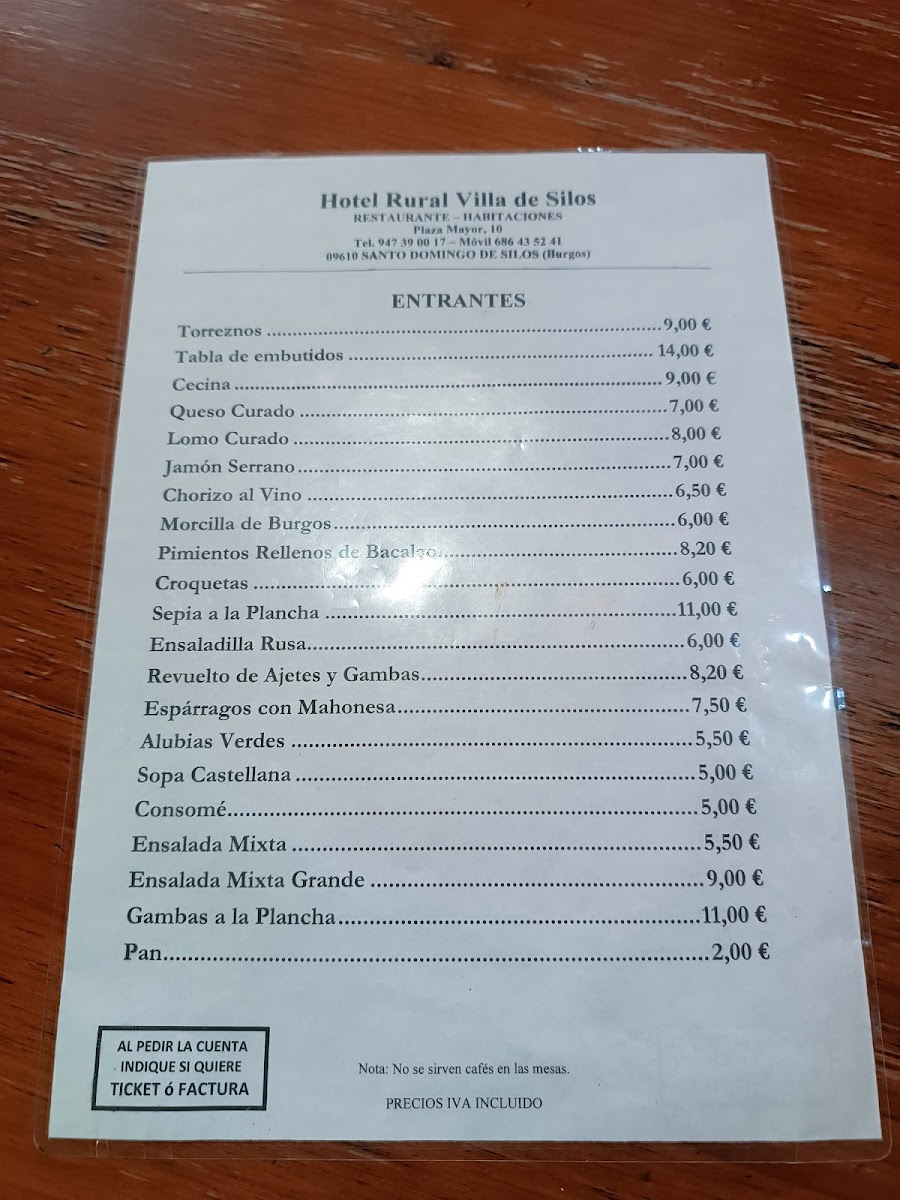 Hotel Rural Villa de Silos
RESTAURANTE – HABITACIONES
Plaza Mayor, 10
Tel. 947 39 00 17 – Móvil 686 43 52 41
09610 SANTO DOMINGO DE SILOS (Burgos)
ENTRANTES
Torreznos ........ 9,00 €
Tabla de embutidos ........ 14,00 €
Cecina ........ 9,00 €
Queso Curado ........ 7,00 €
Lomo Curado ........ 8,00 €
Jamón Serrano ........ 7,00 €
Chorizo al Vino ........ 6,50 €
Morcilla de Burgos ........ 6,00 €
Pimientos Rellenos de Bacalao ........ 8,20 €
Croquetas ........ 6,00 €
Sepia a la Plancha ........ 11,00 €
Ensaladilla Rusa ........ 6,00 €
Revuelto de Ajetes y Gambas ........ 8,20 €
Espárragos con Mahonesa ........ 7,50 €
Alubias Verdes ........ 5,50 €
Sopa Castellana ........ 5,00 €
Consomé ........ 5,00 €
Ensalada Mixta ........ 5,50 €
Ensalada Mixta Grande ........ 9,00 €
Gambas a la Plancha ........ 11,00 €
Pan ........ 2,00 €
AL PEDIR LA CUENTA
INDIQUE SI QUIERE
TICKET ó FACTURA
Nota: No se sirven cafés en las mesas.
PRECIOS IVA INCLUIDO